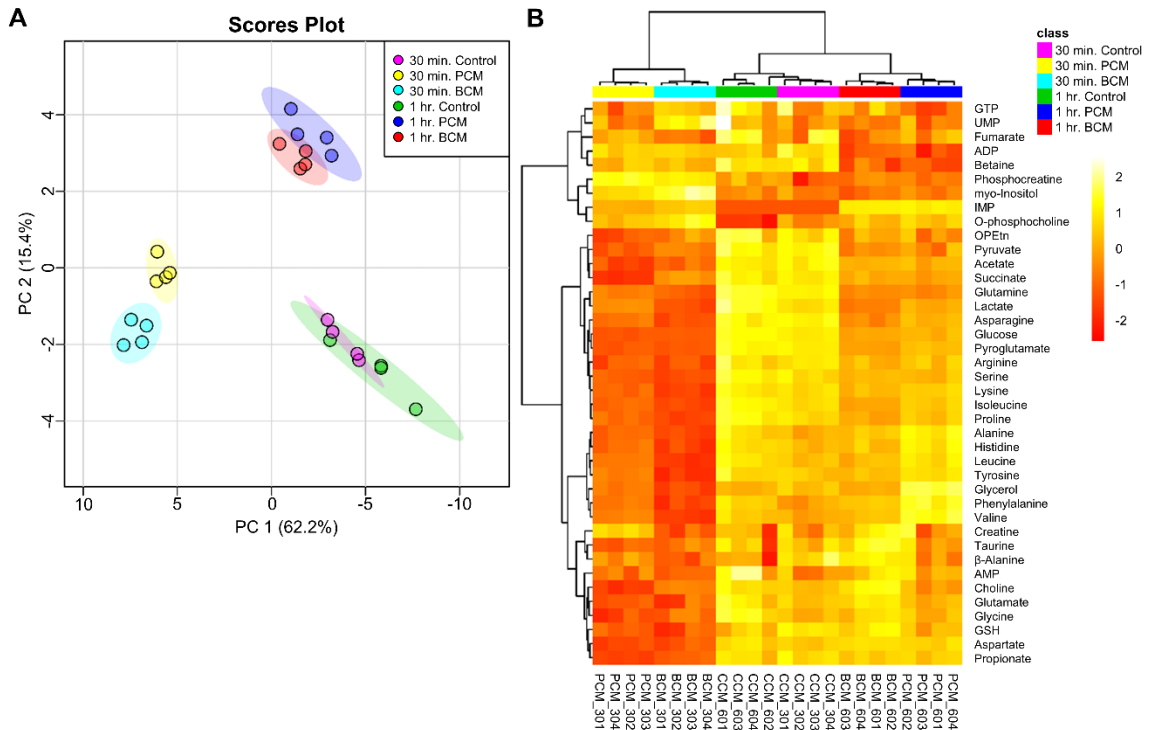 A
Scores Plot
30 min. Control
30 min. PCM
30 min. BCM
1 hr. Control
1 hr. PCM
1 hr. BCM
4
2
0
-2
-4
PC 2 (15.4%)
10
5
0
-5
-10
PC 1 (62.2%)
B
class
30 min. Control
30 min. PCM
30 min. BCM
1 hr. Control
1 hr. PCM
1 hr. BCM
2
1
0
-1
-2
GTP
UMP
Fumarate
ADP
Betaine
Phosphocreatine
myo-Inositol
IMP
O-phosphocholine
OPEtn
Pyruvate
Acetate
Succinate
Glutamine
Lactate
Asparagine
Glucose
Pyroglutamate
Arginine
Serine
Lysine
Isoleucine
Proline
Alanine
Histidine
Leucine
Tyrosine
Glycerol
Phenylalanine
Valine
Creatine
Taurine
β-Alanine
AMP
Choline
Glutamate
Glycine
GSH
Aspartate
Propionate
PCM_301
PCM_304
PCM_302
PCM_303
BCM_301
BCM_302
BCM_303
BCM_304
CCM_601
CCM_603
CCM_604
CCM_602
CCM_301
CCM_302
CCM_303
CCM_304
BCM_603
BCM_604
BCM_601
BCM_602
PCM_602
PCM_603
PCM_601
PCM_604